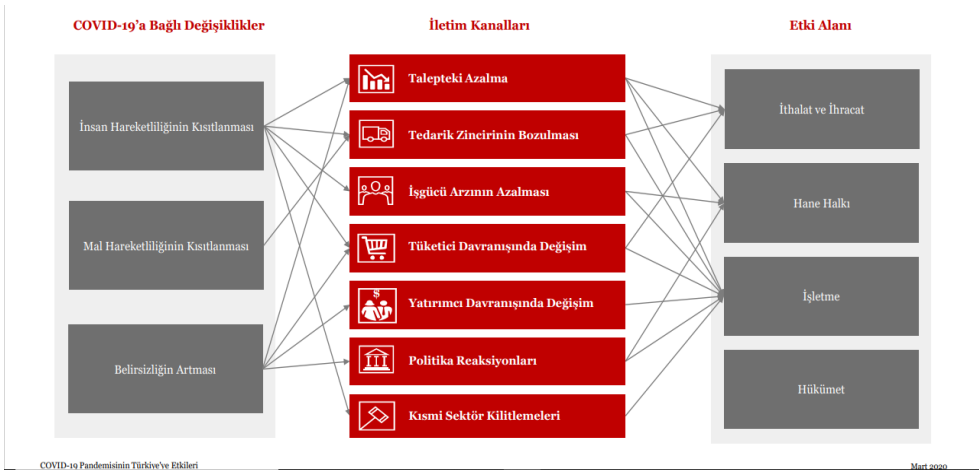 COVID-19’a Bağlı Değişiklikler
İletim Kanalları
Etki Alanı
İnsan Hareketliliğinin Kısıtlanması
Mal Hareketliliğinin Kısıtlanması
Belirsizliğin Artması
Talepteki Azalma
Tedarik Zincirinin Bozulması
İşgücü Arzının Azalması
Tüketici Davranışında Değişim
$
Yatırımcı Davranışında Değişim
Politika Reaksiyonları
Kısmi Sektör Kilitlemeleri
İthalat ve İhracat
Hane Halkı
İşletme
Hükümet
COVID-19 Pandemisinin Türkiye'ye Etkileri
Mart 2020